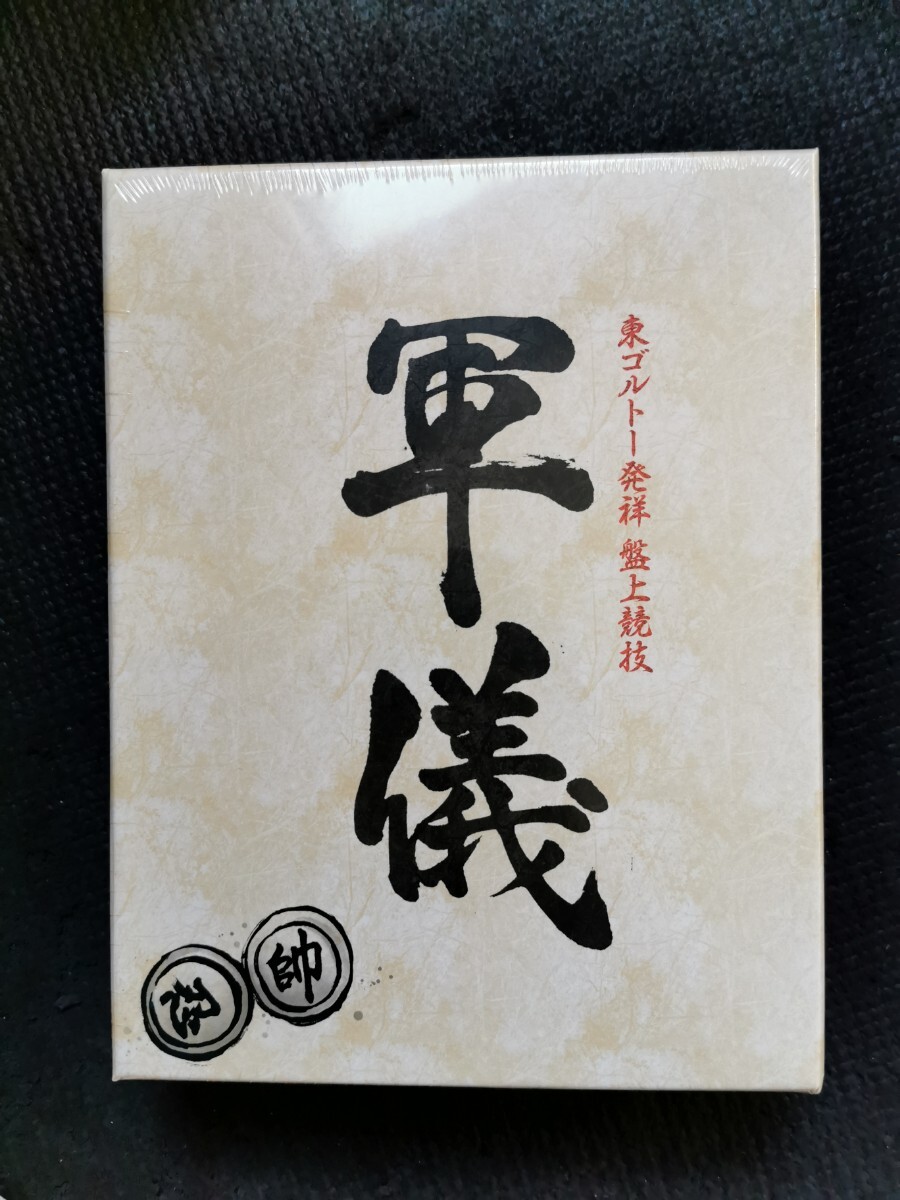 東ゴルトー発祥 盤上競技
軍儀
帥